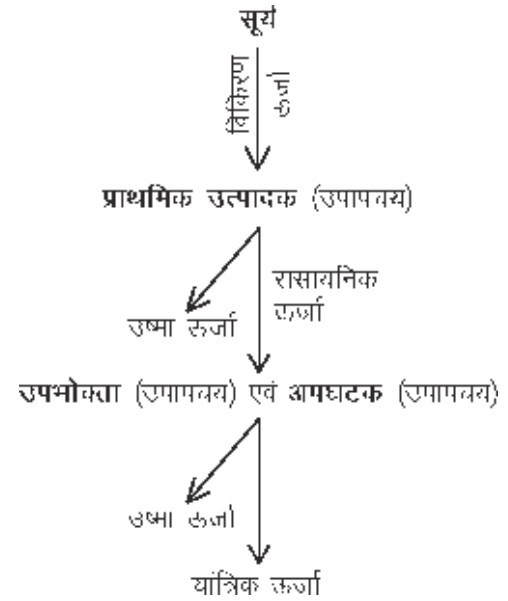 सूर्य
विकिरण
ऊर्जा
प्राथमिक उत्पादक (उपापचय)
रासायनिक
ऊर्जा
उष्मा ऊर्जा
उपभोक्ता (उपापचय) एवं अपघटक (उपापचय)
उष्मा ऊर्जा
यांत्रिक ऊर्जा